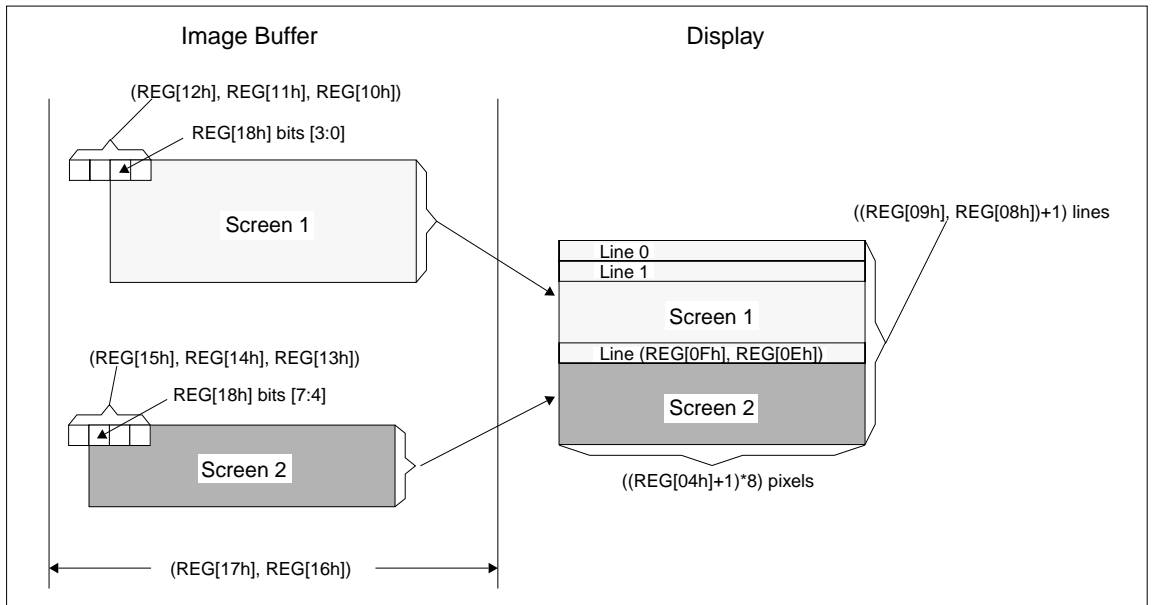 Image Buffer
Display
(REG[12h], REG[11h], REG[10h])
REG[18h] bits [3:0]
Screen 1
((REG[09h], REG[08h])+1) lines
Line 0
Line 1
Screen 1
(REG[15h], REG[14h], REG[13h])
Line (REG[0Fh], REG[0Eh])
REG[18h] bits [7:4]
Screen 2
Screen 2
((REG[04h]+1)*8) pixels
(REG[17h], REG[16h])